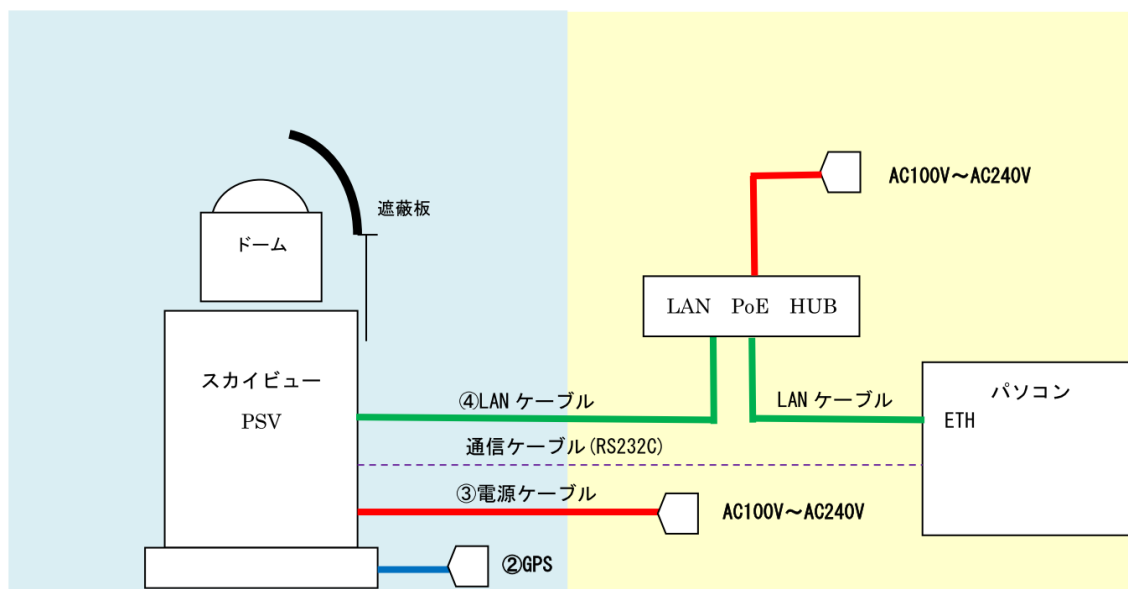 AC100V～AC240V
遮蔽板
ドーム
LAN PoE HUB
スカイビュー
PSV
④LAN ケーブル
LAN ケーブル
パソコン
ETH
通信ケーブル(RS232C)
③電源ケーブル
AC100V～AC240V
②GPS